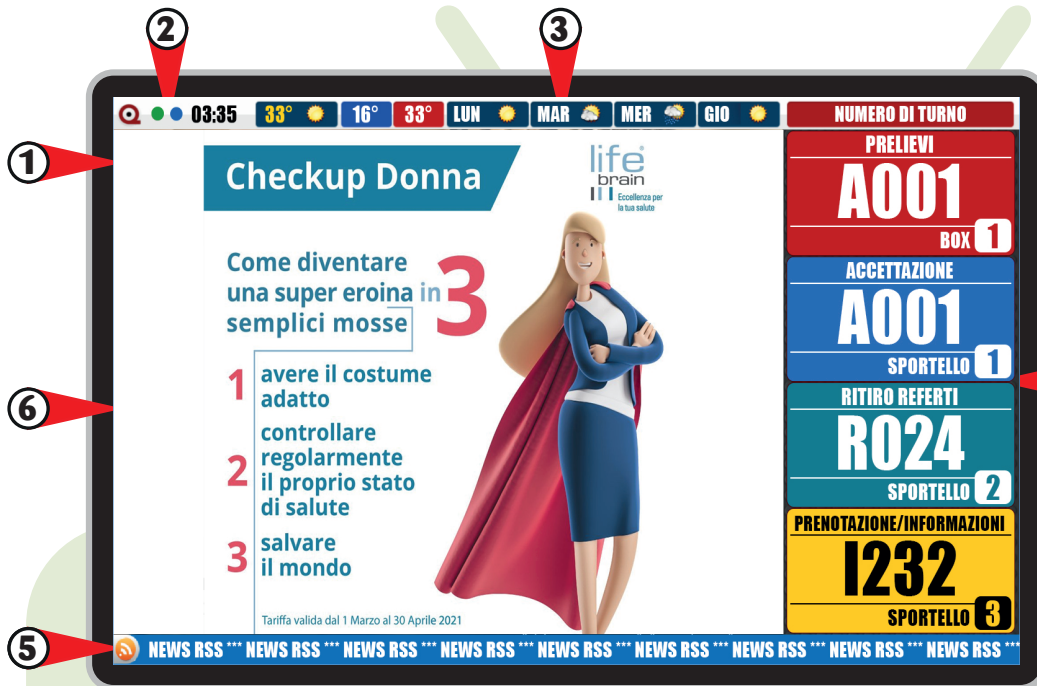 2
3
03:35 33° 16° 33° LUN MAR MER GIO
NUMERO DI TURNO
1
Checkup Donna
life®
brain
Eccellenza per
la tua salute
Come diventare
una super eroina in
semplici mosse
3
1 avere il costume
adatto
2 controllare
regolarmente
il proprio stato
di salute
3 salvare
il mondo
Tariffa valida dal 1 Marzo al 30 Aprile 2021
PRELIEVI
A001
BOX 1
ACCETTAZIONE
A001
SPORTELLO 1
RITIRO REFERTI
R024
SPORTELLO 2
PRENOTAZIONE/INFORMAZIONI
I232
SPORTELLO 3
6
5
NEWS RSS *** NEWS RSS *** NEWS RSS *** NEWS RSS *** NEWS RSS *** NEWS RSS *** NEWS RSS *** NEWS RSS *** NEWS RSS ***